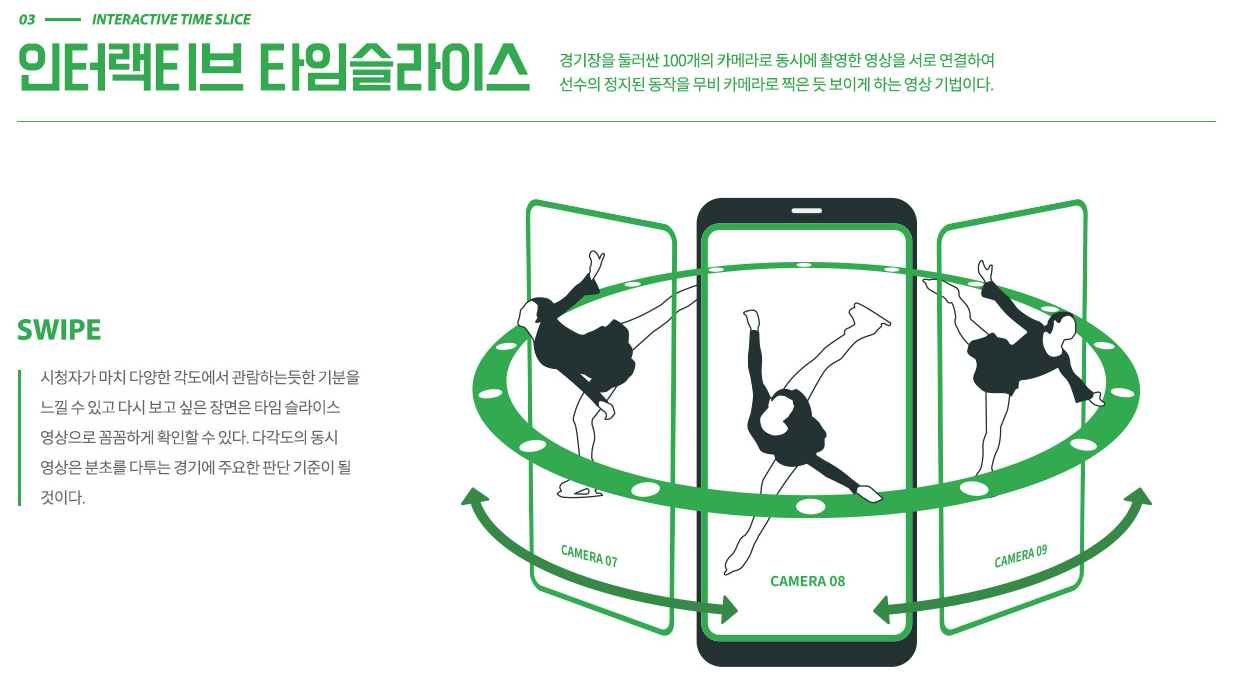 03 INTERACTIVE TIME SLICE
인터랙티브 타임슬라이스
경기장을 둘러싼 100개의 카메라로 동시에 촬영한 영상을 서로 연결하여
선수의 정지된 동작을 무비 카메라로 찍은 듯 보이게 하는 영상 기법이다.
SWIPE
시청자가 마치 다양한 각도에서 관람하는듯한 기분을
느낄 수 있고 다시 보고 싶은 장면은 타임 슬라이스
영상으로 꼼꼼하게 확인할 수 있다. 다각도의 동시
영상은 분초를 다투는 경기에 주요한 판단 기준이 될
것이다.
CAMERA 07
CAMERA 08
CAMERA 09